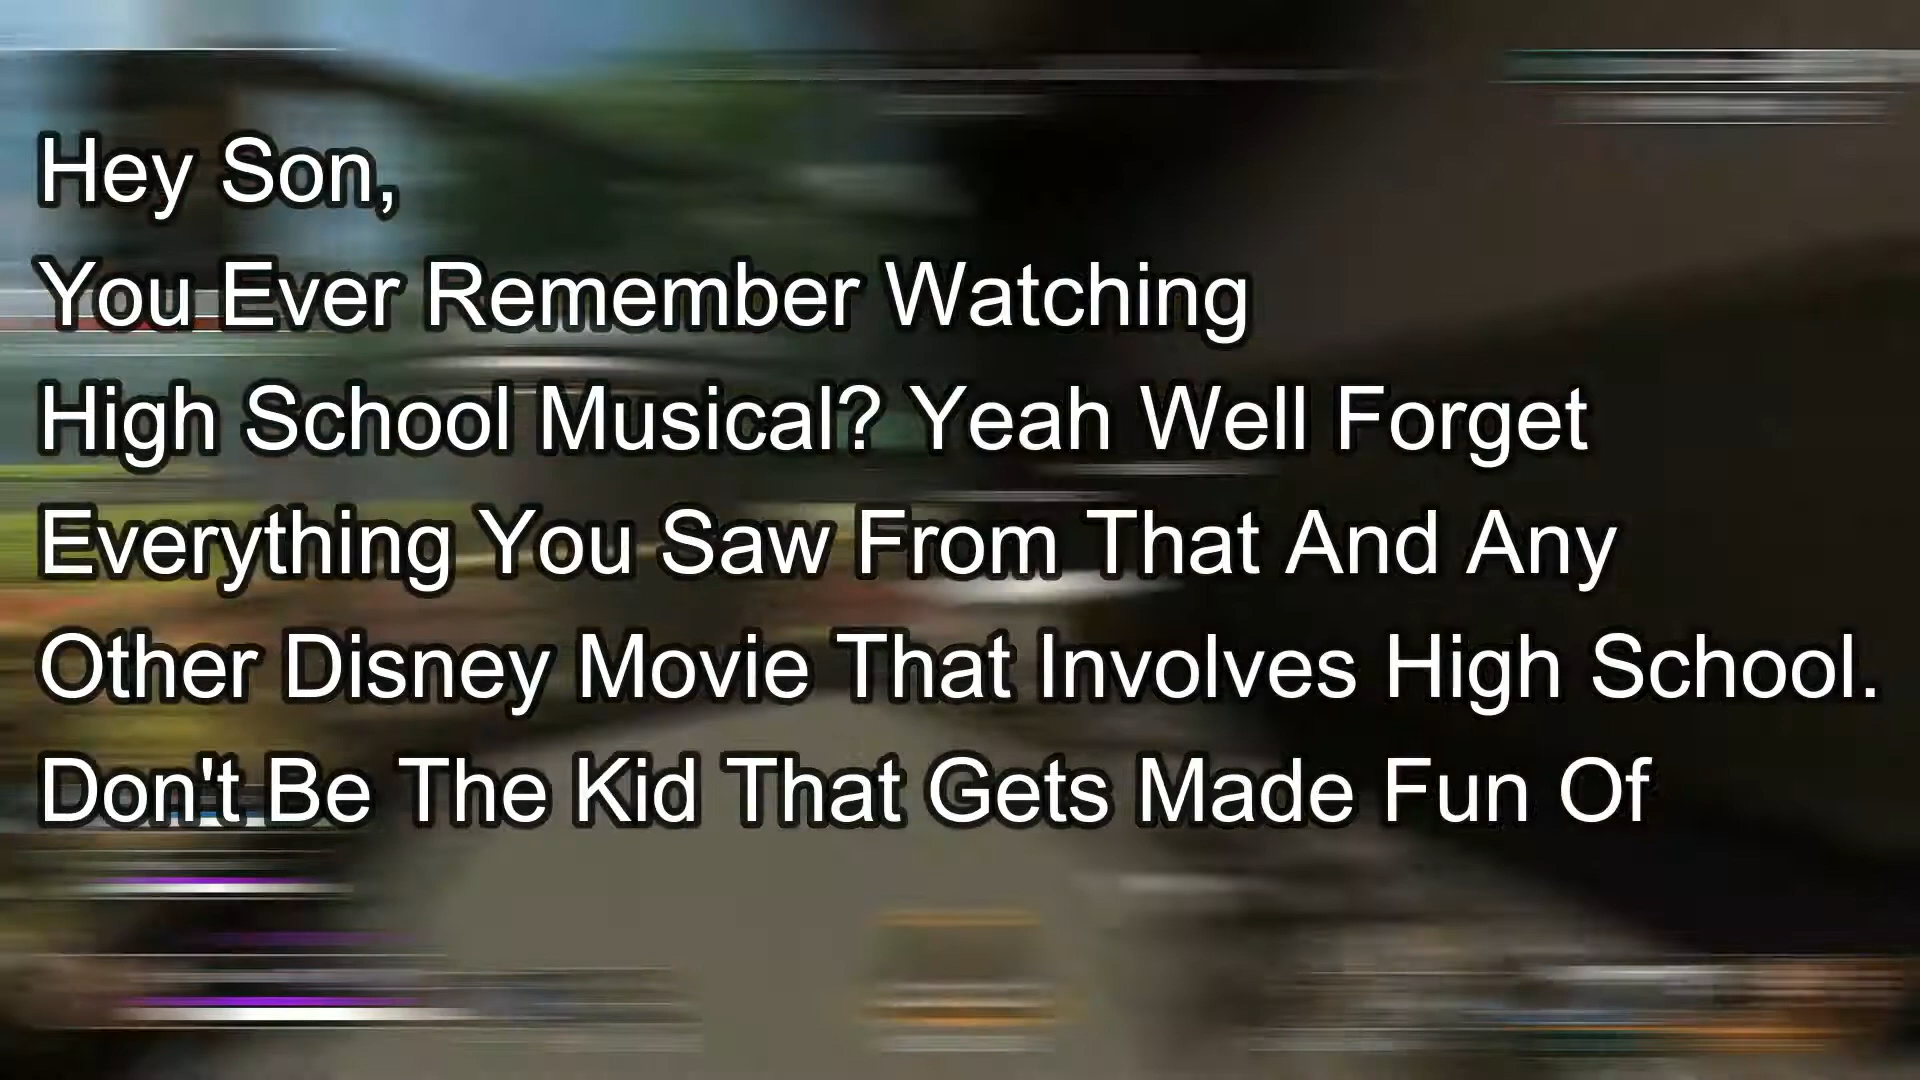 Hey Son,
You Ever Remember Watching
High School Musical? Yeah Well Forget
Everything You Saw From That And Any
Other Disney Movie That Involves High School.
Don't Be The Kid That Gets Made Fun Of